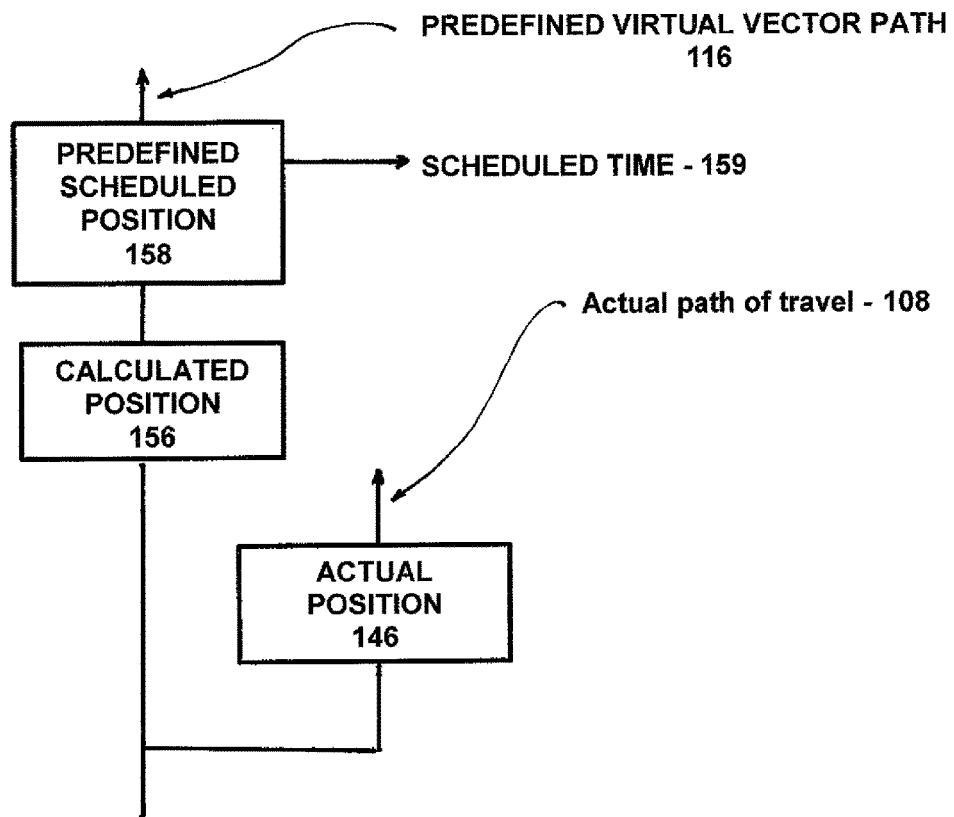 PREDEFINED VIRTUAL VECTOR PATH
116
PREDEFINED
SCHEDULED
POSITION
158
SCHEDULED TIME - 159
Actual path of travel - 108
CALCULATED
POSITION
156
ACTUAL
POSITION
146